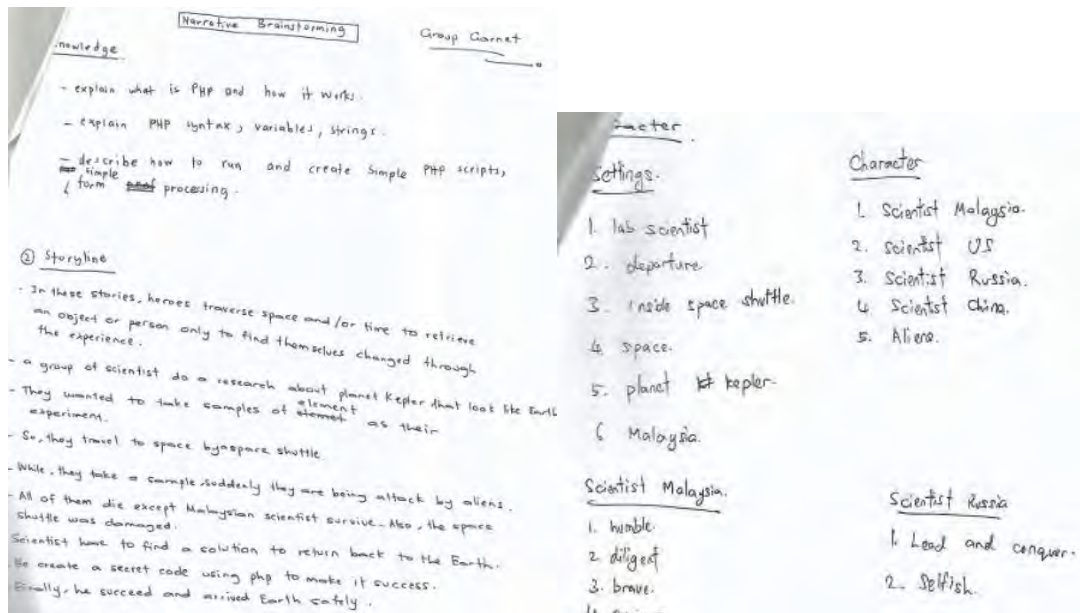 Narrative Brainstorming
Group Garnet
nowledge
- explain what is PHP and how it works.
- explain PHP syntax, variables, strings.
- describe how to run and create simple PHP scripts,
simple
form processing.
② Storyline
- In these stories, heroes traverse space and/or time to retrieve
an object or person only to find themselves changed through
the experience.
- a group of scientist do a research about planet Kepler that look like Earth
- They wanted to take samples of element as their
experiment.
- So, they travel to space by a space shuttle
- While, they take a sample, suddenly they are being attack by aliens.
- All of them die except Malaysian scientist survive. Also, the space
shuttle was damaged.
Scientist have to find a solution to return back to the Earth.
He create a secret code using php to make it success.
Finally, he succeed and arrived Earth safely.
acter
Settings.
1. lab scientist
2. departure
3. inside space shuttle.
4. space.
5. planet kepler.
6 Malaysia.
Character
1. Scientist Malaysia.
2. Scientist US
3. Scientist Russia.
4. Scientist China.
5. Aliens.
Scientist Malaysia.
1. humble.
2. diligent
3. brave.
Scientist Russia
1. Lead and conquer.
2. Selfish.